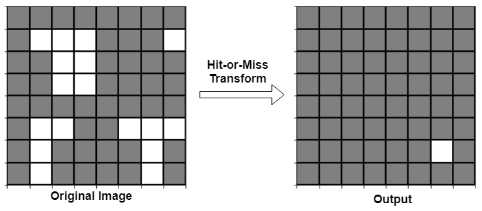 Hit-or-Miss
Transform
Original Image
Output